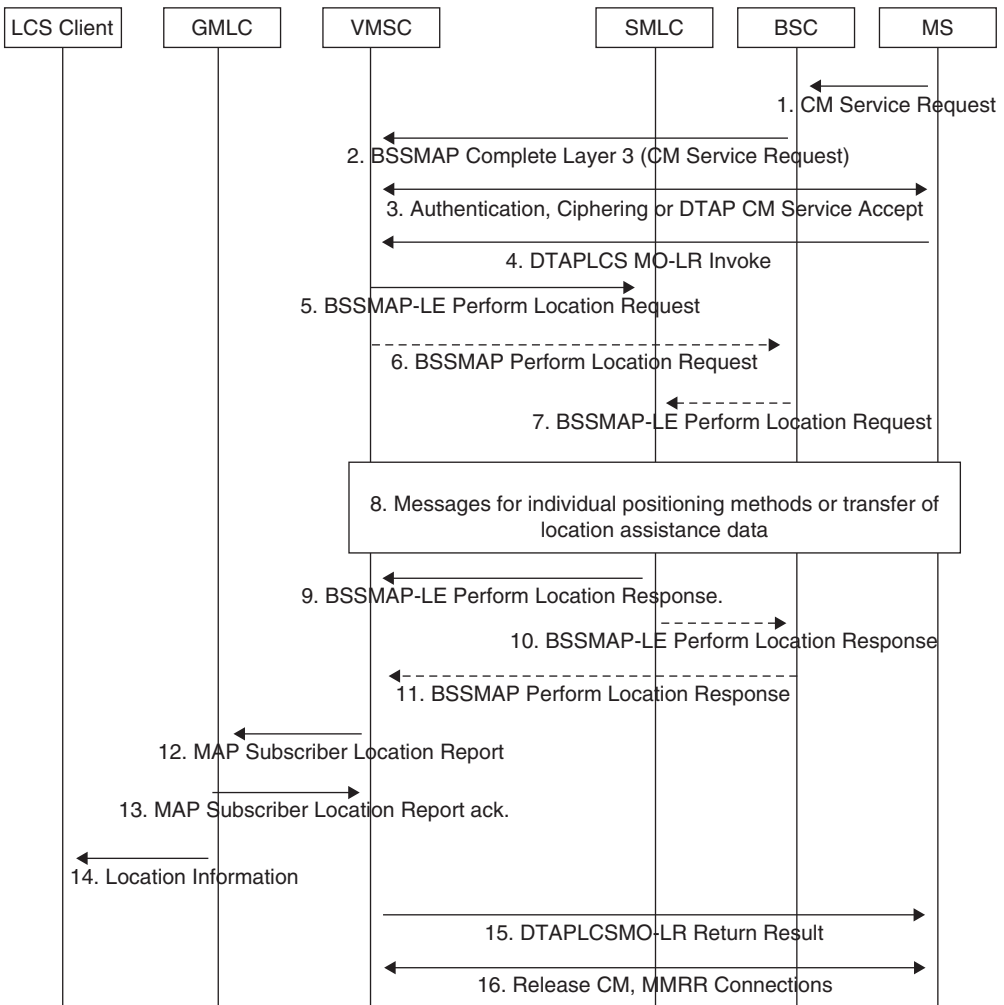 LCS Client
GMLC
VMSC
SMLC
BSC
MS
1. CM Service Request
2. BSSMAP Complete Layer 3 (CM Service Request)
3. Authentication, Ciphering or DTAP CM Service Accept
4. DTAPLCS MO-LR Invoke
5. BSSMAP-LE Perform Location Request
6. BSSMAP Perform Location Request
7. BSSMAP-LE Perform Location Request
8. Messages for individual positioning methods or transfer of
location assistance data
9. BSSMAP-LE Perform Location Response.
10. BSSMAP-LE Perform Location Response
11. BSSMAP Perform Location Response
12. MAP Subscriber Location Report
13. MAP Subscriber Location Report ack.
14. Location Information
15. DTAPLCSMO-LR Return Result
16. Release CM, MMRR Connections